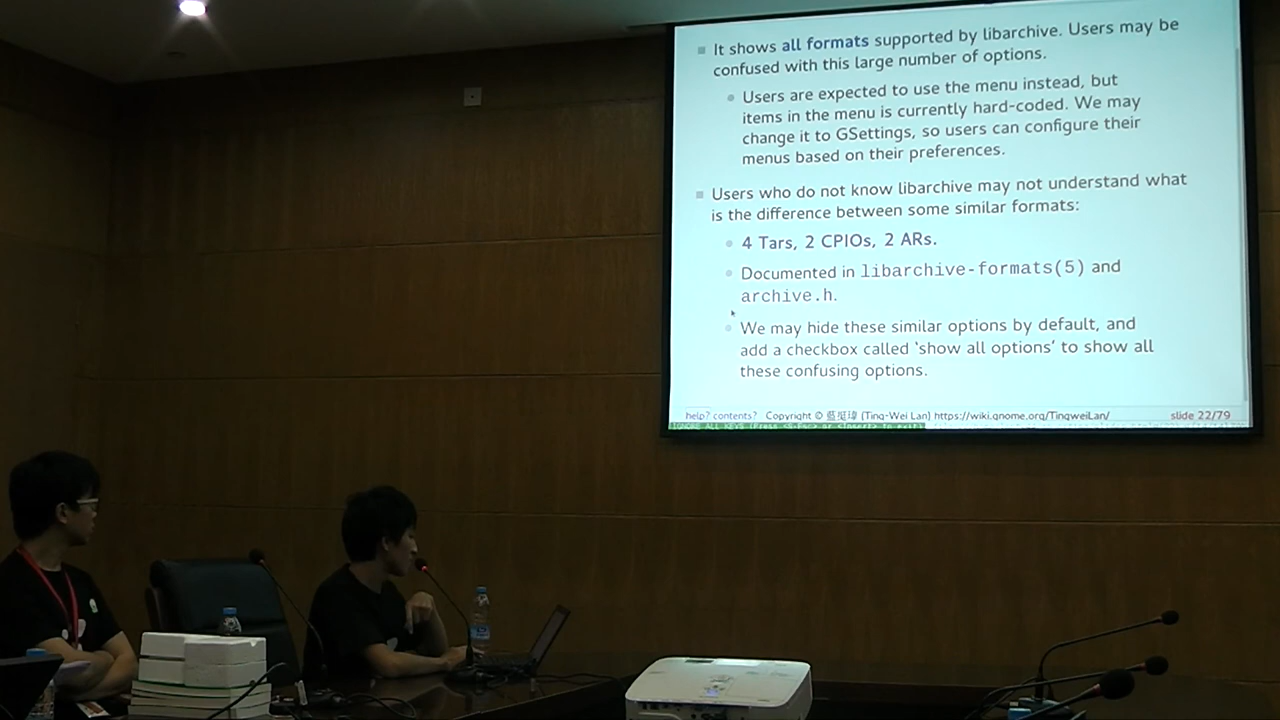 It shows all formats supported by libarchive. Users may be
confused with this large number of options.
Users are expected to use the menu instead, but
items in the menu is currently hard-coded. We may
change it to GSettings, so users can configure their
menus based on their preferences.
Users who do not know libarchive may not understand what
is the difference between some similar formats:
4 Tars, 2 CPIOs, 2 ARs.
Documented in libarchive-formats(5) and
archive.h.
We may hide these similar options by default, and
add a checkbox called ‘show all options’ to show all
these confusing options.
help? contents? Copyright © 藍挺瑋 (Ting-Wei Lan) https://wiki.gnome.org/TingweiLan/ slide 22/79